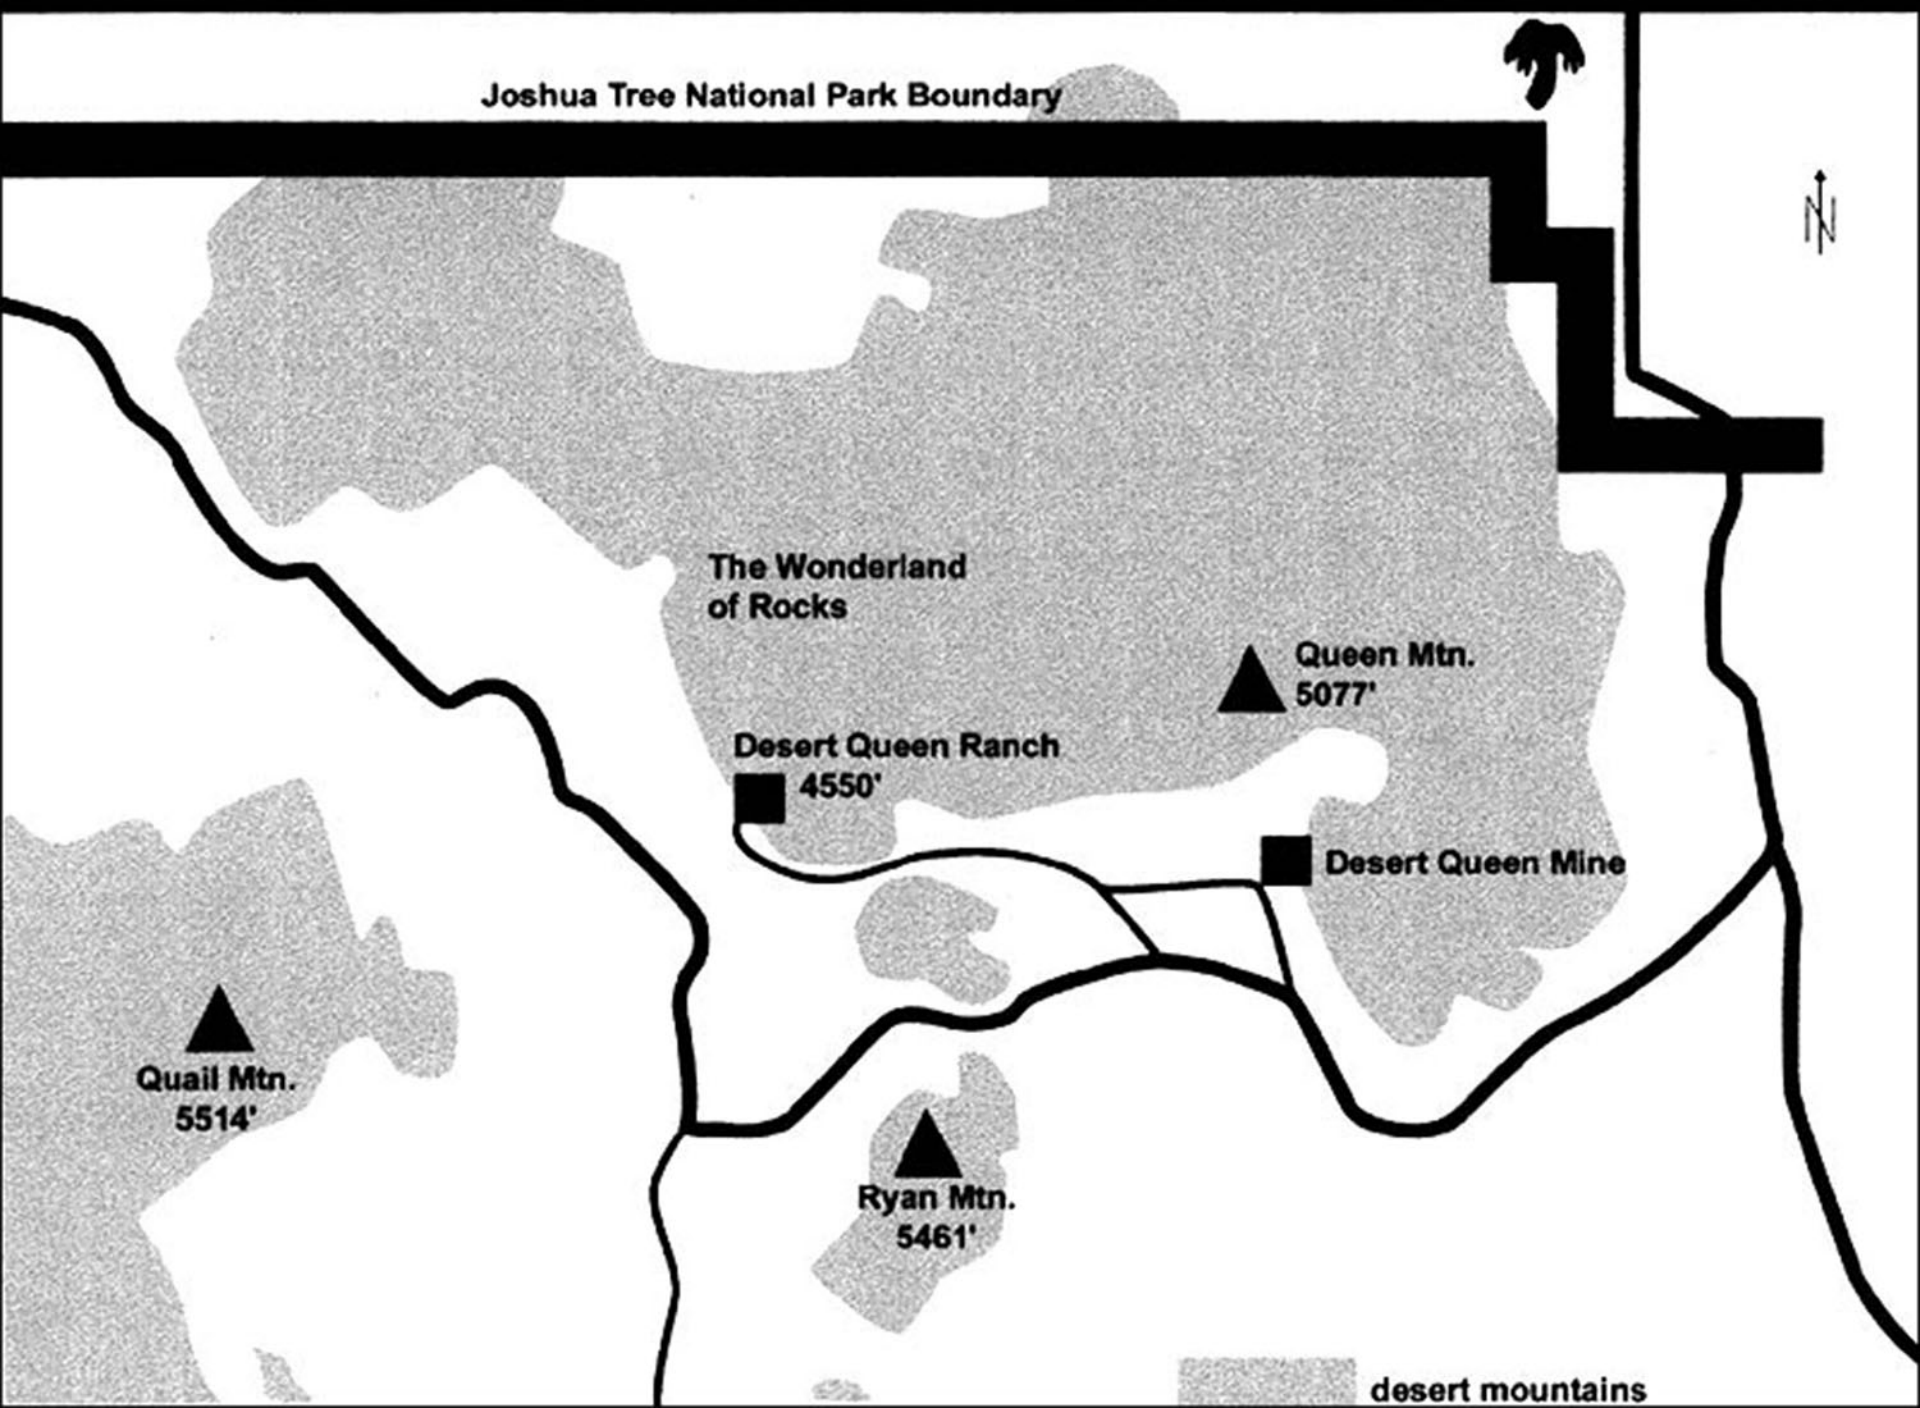 Joshua Tree National Park Boundary
N
The Wonderland
of Rocks
Queen Mtn.
5077'
Desert Queen Ranch
4550'
Desert Queen Mine
Quail Mtn.
5514'
Ryan Mtn.
5461'
desert mountains